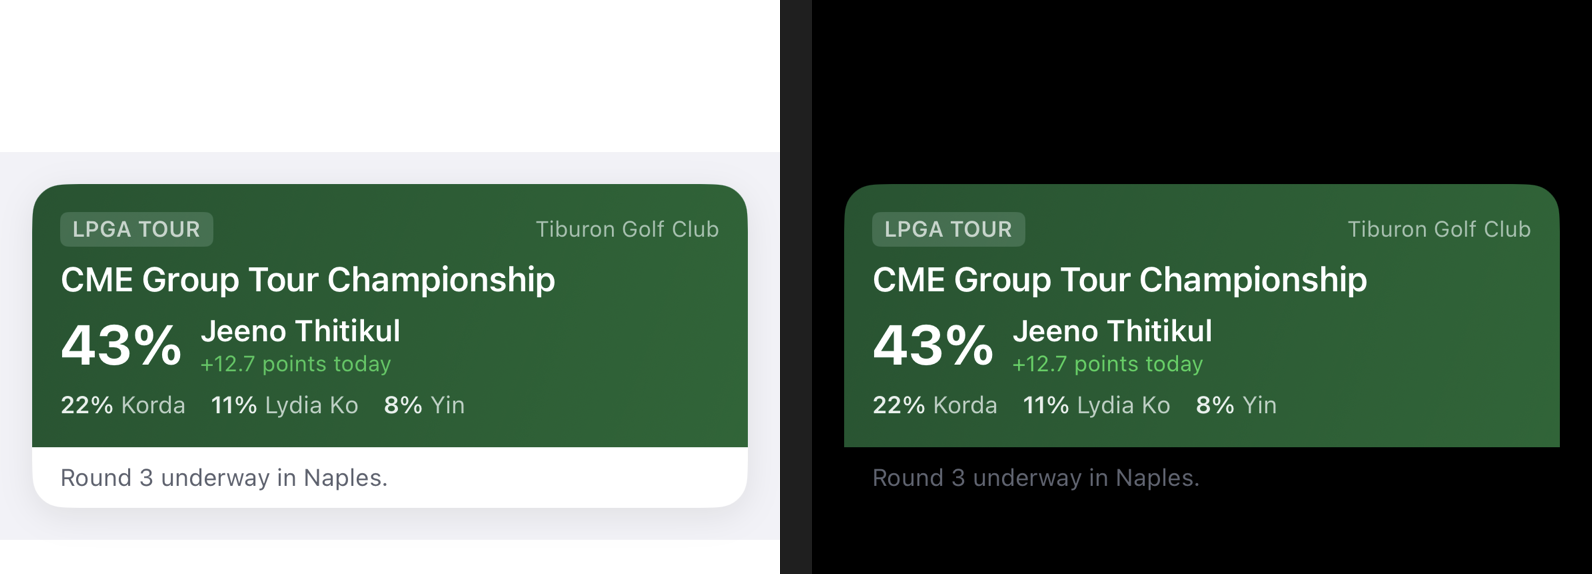 LPGA TOUR
Tiburon Golf Club
CME Group Tour Championship
43%
Jeeno Thitikul
+12.7 points today
22% Korda 11% Lydia Ko 8% Yin
Round 3 underway in Naples.
LPGA TOUR
Tiburon Golf Club
CME Group Tour Championship
43%
Jeeno Thitikul
+12.7 points today
22% Korda 11% Lydia Ko 8% Yin
Round 3 underway in Naples.